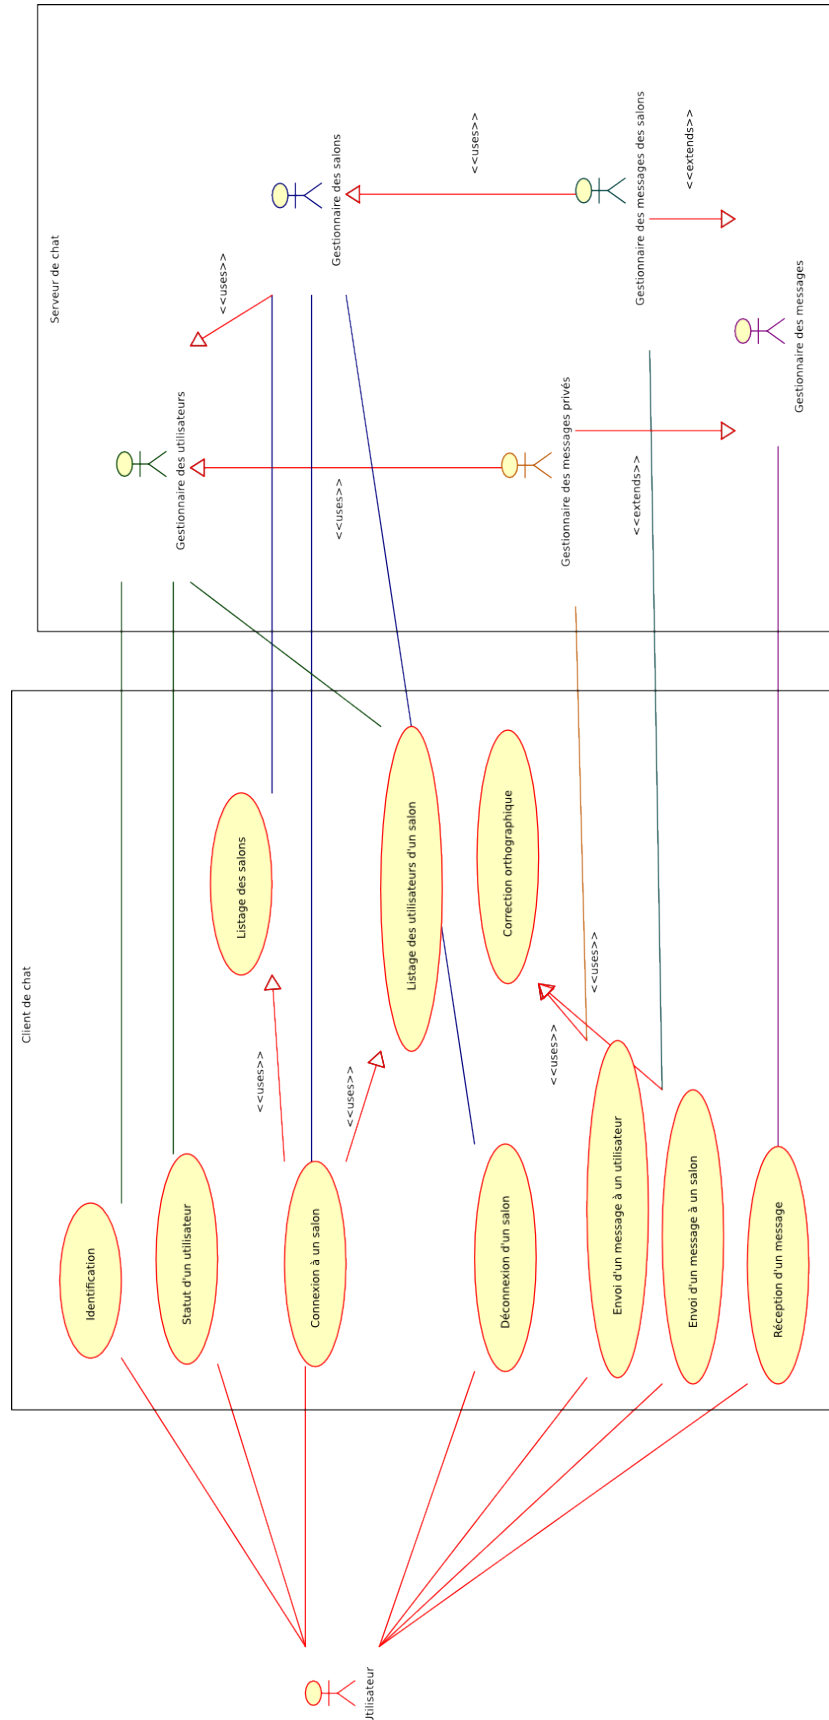 Client de chat
Serveur de chat
Identification
Statut d'un utilisateur
Gestionnaire des utilisateurs
<<uses>>
Listage des salons
<<uses>>
Connexion à un salon
Gestionnaire des salons
<<uses>>
<<uses>>
Utilisateur
Listage des utilisateurs d'un salon
<<uses>>
Déconnexion d'un salon
Correction orthographique
<<uses>>
<<uses>>
Gestionnaire des messages privés
Envoi d'un message à un utilisateur
<<extends>>
Gestionnaire des messages des salons
<<extends>>
Envoi d'un message à un salon
Réception d'un message
Gestionnaire des messages